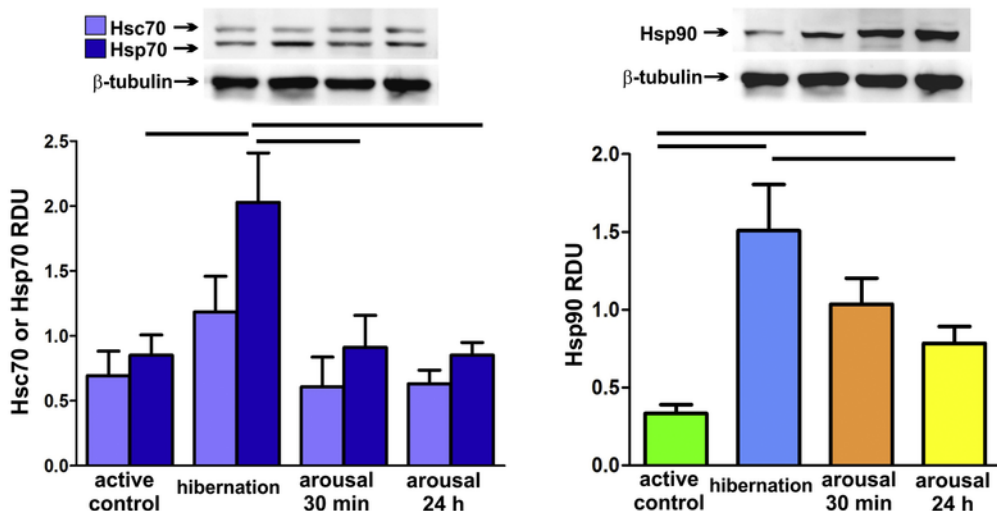 Hsc70
Hsp70
β-tubulin
Hsc70 or Hsp70 RDU
2.5
2.0
1.5
1.0
0.5
0.0
active
control
hibernation
arousal
30 min
arousal
24 h
Hsp90
β-tubulin
Hsp90 RDU
2.0
1.5
1.0
0.5
0.0
active
control
hibernation
arousal
30 min
arousal
24 h